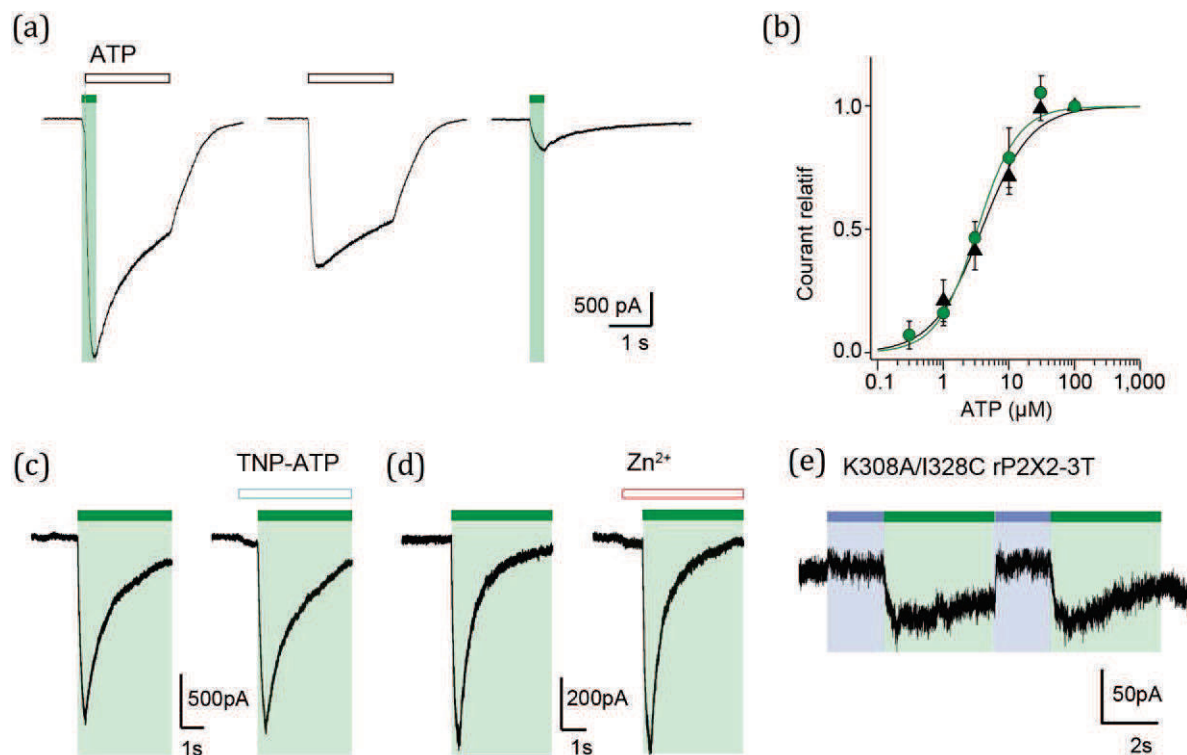 (a)
ATP
500 pA
1 s
(b)
Courant relatif
1.0
0.5
0.0
0.1
1
10
100
1,000
ATP (µM)
(c)
TNP-ATP
500pA
1s
(d)
Zn²⁺
200pA
1s
(e) K308A/I328C rP2X2-3T
50pA
2s